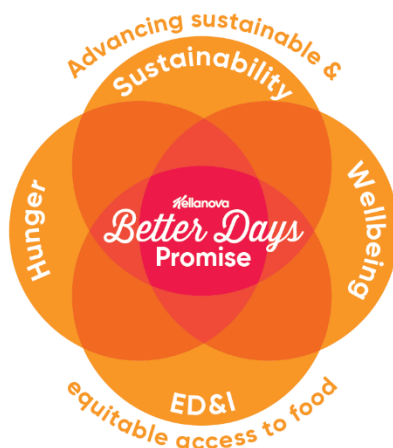 Advancing sustainable &
Sustainability
Hunger
Wellbeing
Kellanova
Better Days
Promise
ED&I
equitable access to food